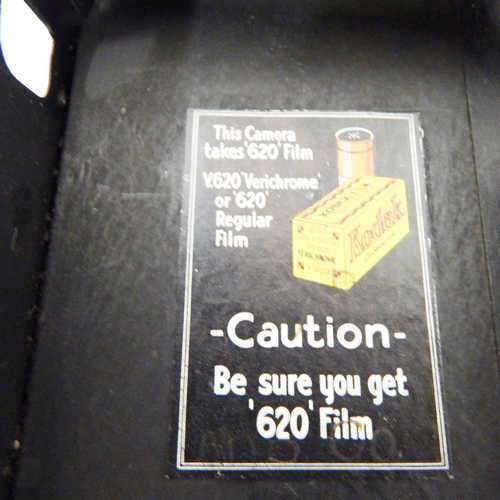 This Camera
takes '620' Film
V.620 'Verichrome'
or '620'
Regular
Film
Kodak
-Caution-
Be sure you get
'620' Film